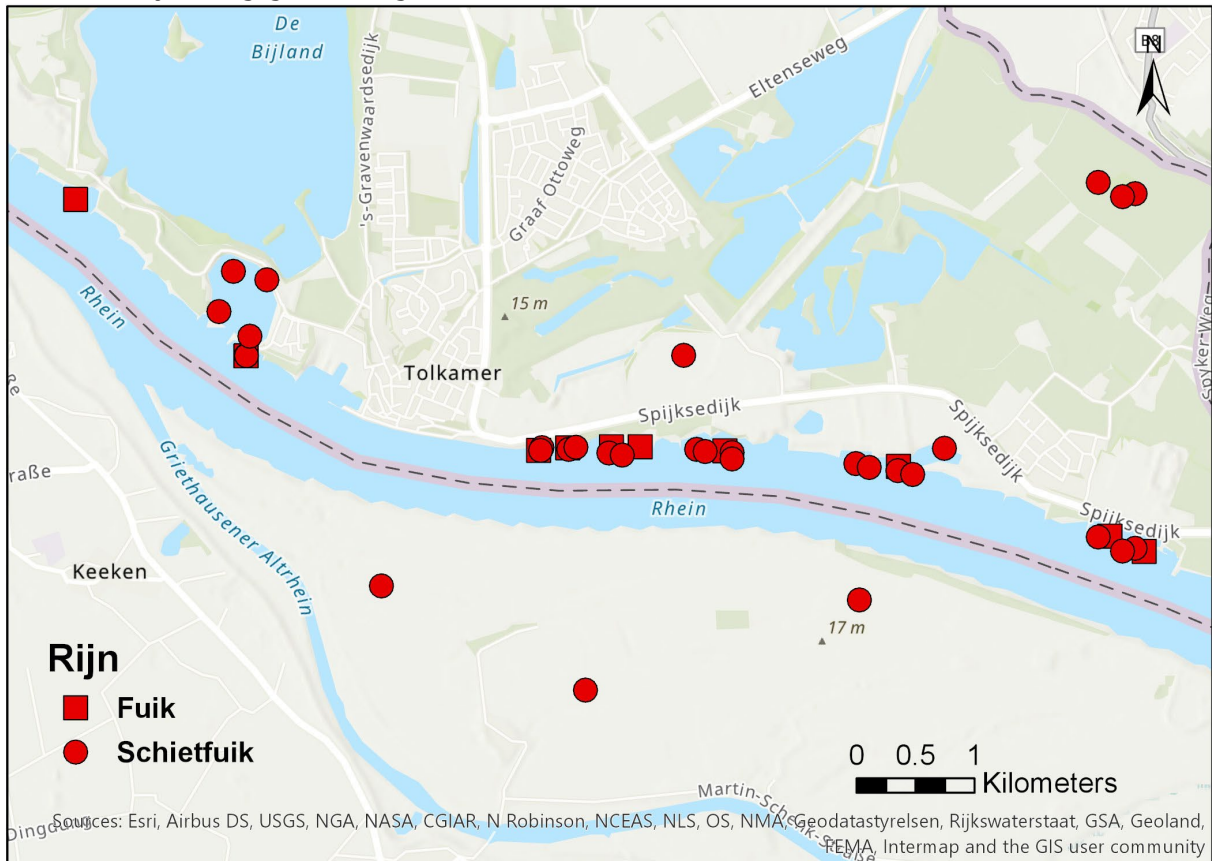 De
Bijland
's-Gravenwaardsedijk
Graaf Ottoweg
Eltenseweg
N
15 m
Tolkamer
Spijksedijk
Spijksedijk
Spijksedijk
Spyker-Weg
Rhein
Rhein
Griethausener Altrhein
Keeken
17 m
Rijn
Fuik
Schietfuik
0 0.5 1
Kilometers
Martin-Schenk-Straße
Sources: Esri, Airbus DS, USGS, NGA, NASA, CGIAR, N Robinson, NCEAS, NLS, OS, NMA, Geodatastyrelsen, Rijkswaterstaat, GSA, Geoland,
FEMA, Intermap and the GIS user community